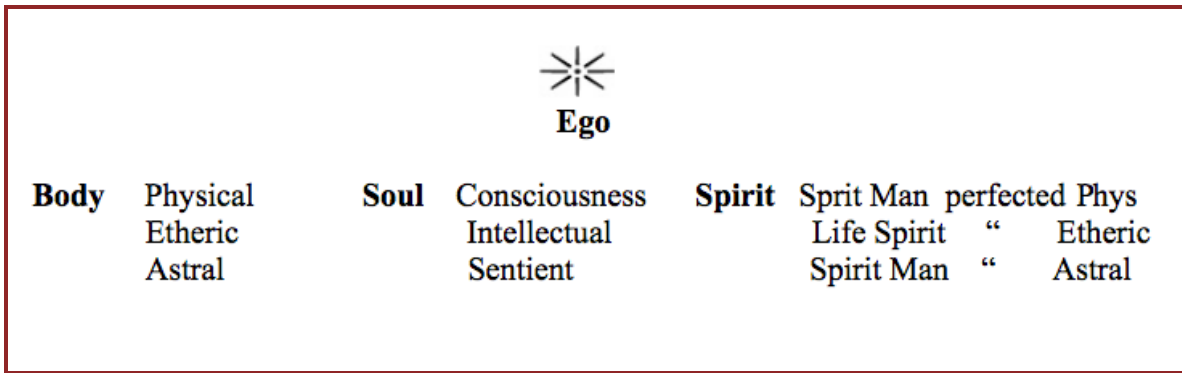 Ego
Body Physical Soul Consciousness Spirit Sprit Man perfected Phys
Etheric Intellectual Life Spirit “ Etheric
Astral Sentient Spirit Man “ Astral